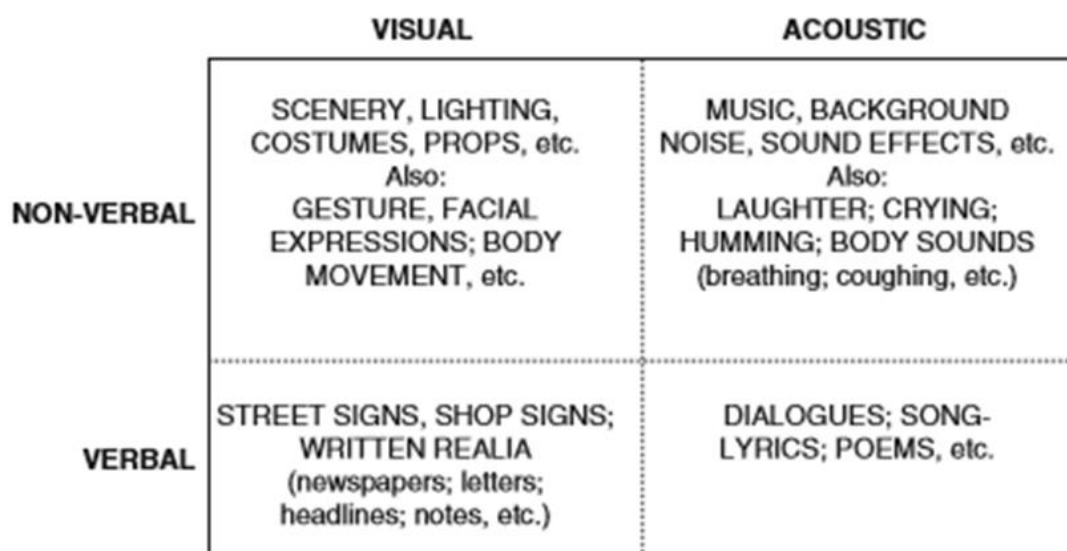 VISUAL
ACOUSTIC
NON-VERBAL
SCENERY, LIGHTING,
COSTUMES, PROPS, etc.
Also:
GESTURE, FACIAL
EXPRESSIONS; BODY
MOVEMENT, etc.
MUSIC, BACKGROUND
NOISE, SOUND EFFECTS, etc.
Also:
LAUGHTER; CRYING;
HUMMING; BODY SOUNDS
(breathing; coughing, etc.)
VERBAL
STREET SIGNS, SHOP SIGNS;
WRITTEN REALIA
(newspapers; letters;
headlines; notes, etc.)
DIALOGUES; SONG-
LYRICS; POEMS, etc.